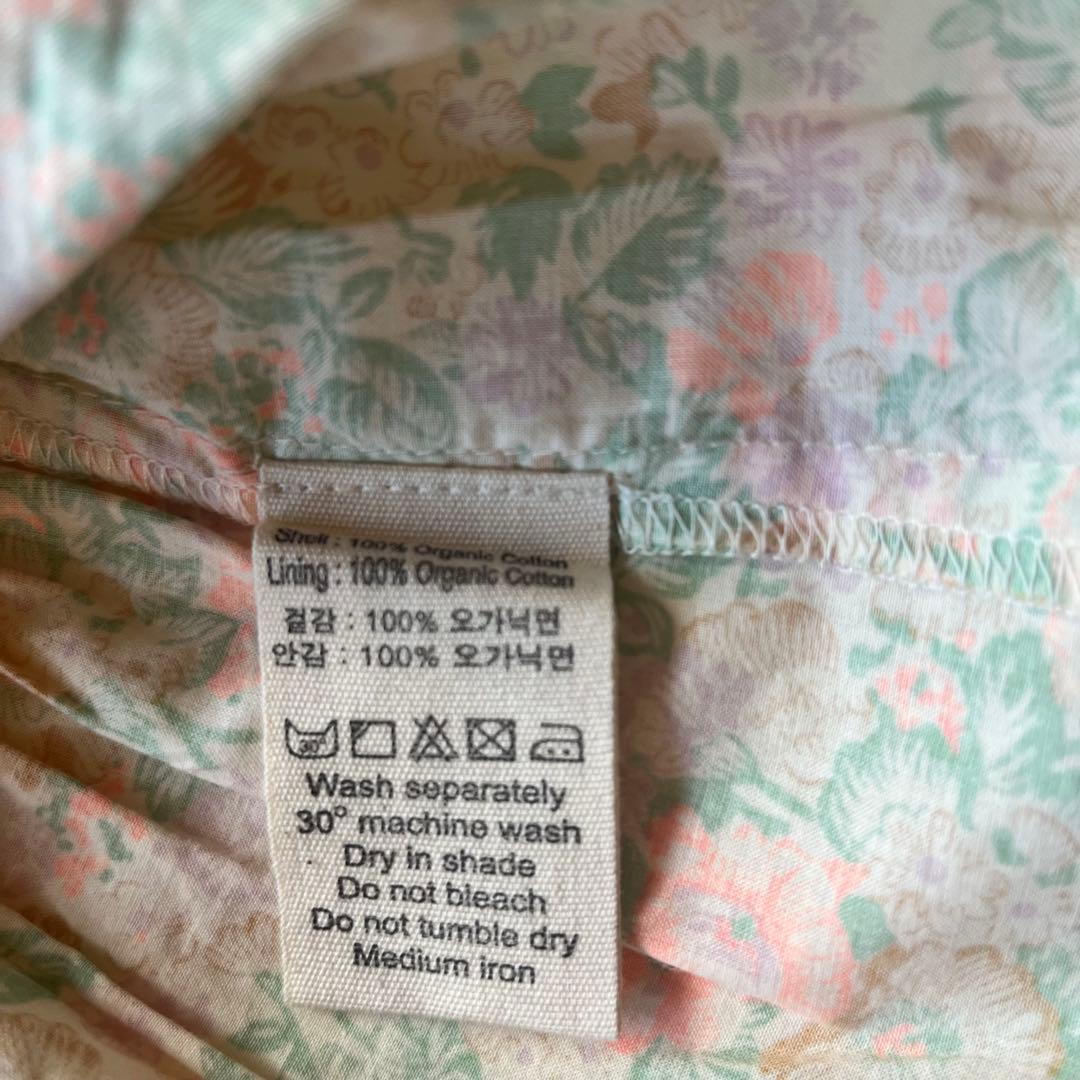 Shell : 100% Organic Cotton
Lining : 100% Organic Cotton
겉감 : 100% 오가닉면
안감 : 100% 오가닉면
30°
Wash separately
30° machine wash
Dry in shade
Do not bleach
Do not tumble dry
Medium iron